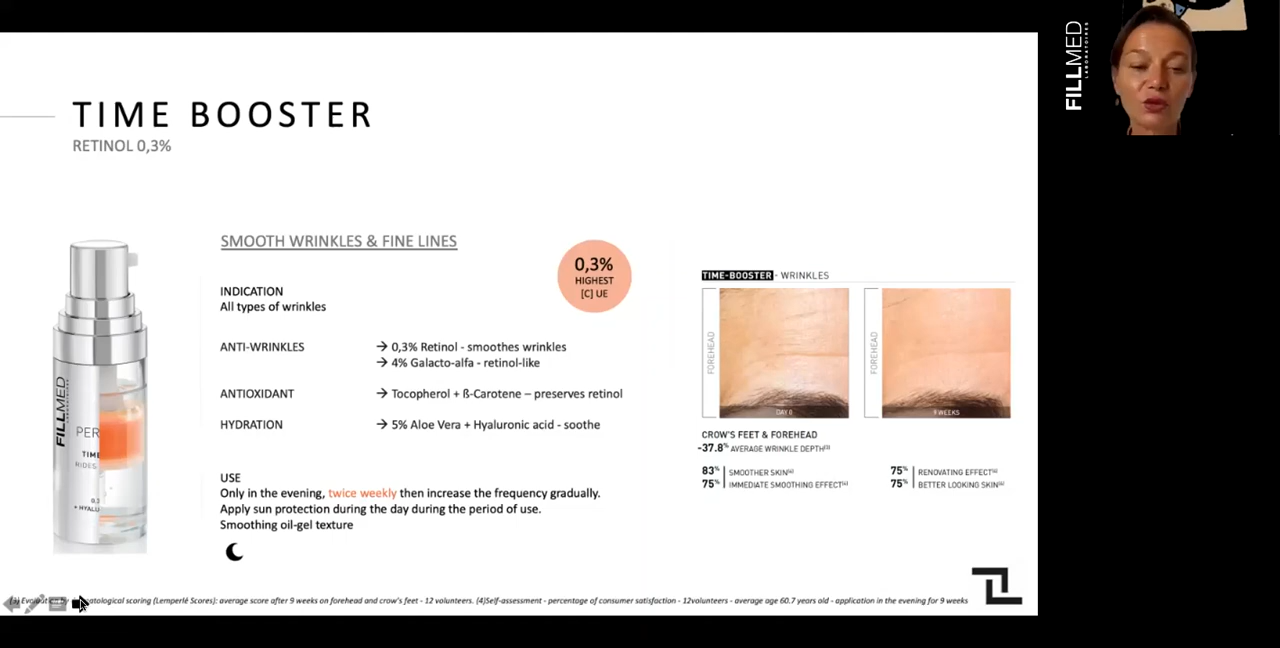 TIME BOOSTER
RETINOL 0,3%
SMOOTH WRINKLES & FINE LINES
0,3%
HIGHEST
[C] UE
INDICATION
All types of wrinkles
ANTI-WRINKLES → 0,3% Retinol - smoothes wrinkles
→ 4% Galacto-alfa - retinol-like
ANTIOXIDANT → Tocopherol + ß-Carotene – preserves retinol
HYDRATION → 5% Aloe Vera + Hyaluronic acid - soothe
USE
Only in the evening, twice weekly then increase the frequency gradually.
Apply sun protection during the day during the period of use.
Smoothing oil-gel texture
FILLMED
PER
TIME
HIDES
0,3
+ HYALU
TIME-BOOSTER - WRINKLES
FOREHEAD
DAY 0
FOREHEAD
9 WEEKS
CROW'S FEET & FOREHEAD
-37.8% AVERAGE WRINKLE DEPTH(3)
83% SMOOTHER SKIN(4)
75% IMMEDIATE SMOOTHING EFFECT(4)
75% RENOVATING EFFECT(4)
75% BETTER LOOKING SKIN(4)
(Lemperlé Scores): average score after 9 weeks on forehead and crow's feet - 12 volunteers. (4)Self-assessment - percentage of consumer satisfaction - 12volunteers - average age 60.7 years old - application in the evening for 9 weeks
FILLMED
LABORATOIRES